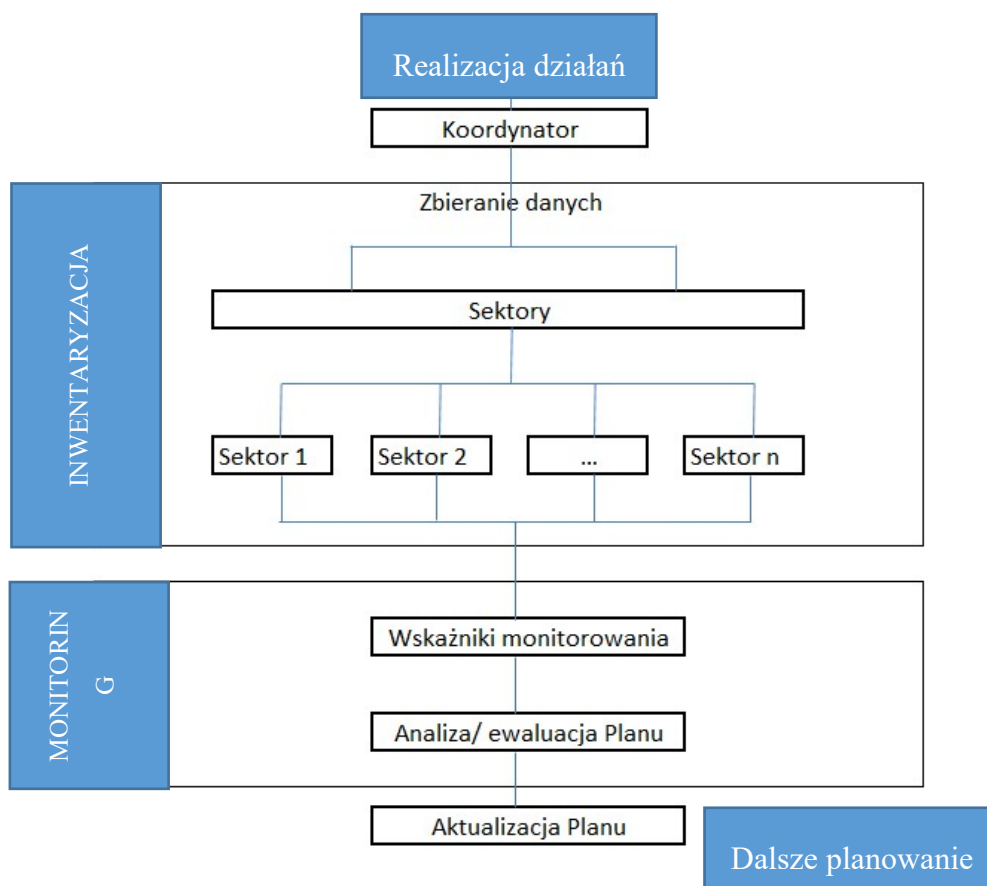 Realizacja działań
Koordynator
INWENTARYZACJA
Zbieranie danych
Sektory
Sektor 1
Sektor 2
...
Sektor n
MONITORIN
G
Wskażniki monitorowania
Analiza/ ewaluacja Planu
Aktualizacja Planu
Dalsze planowanie